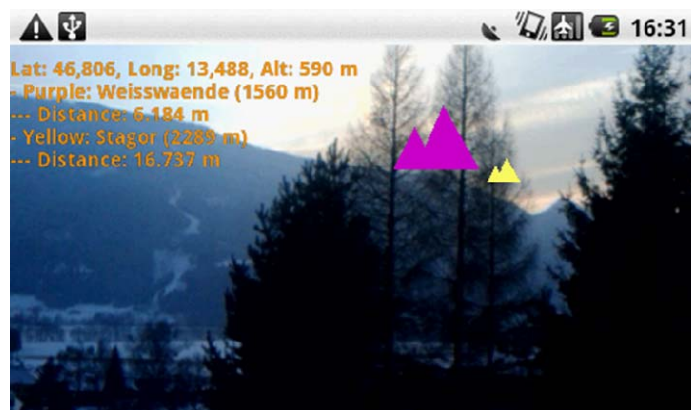 16:31
Lat: 46,806, Long: 13,488, Alt: 590 m
- Purple: Weisswaende (1560 m)
--- Distance: 6.184 m
- Yellow: Stagor (2289 m)
--- Distance: 16.737 m